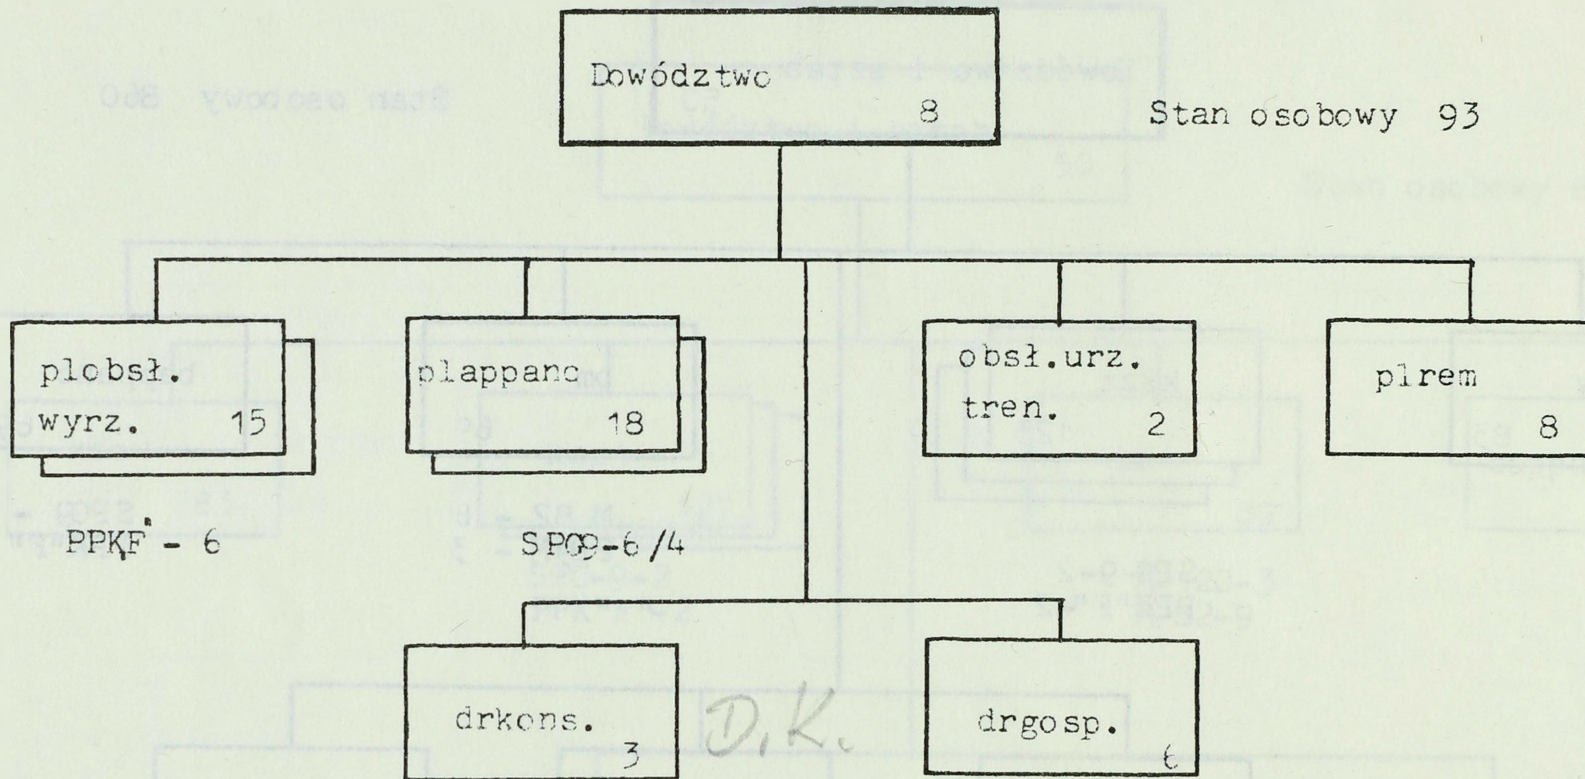 Dowództwo
8
Stan osobowy 93
plobsł.
wyrz. 15
plappanc
18
obsł.urz.
tren. 2
plrem
8
PPKF - 6
SPG9-6/4
drkons.
3
drgosp.
6
D.K.